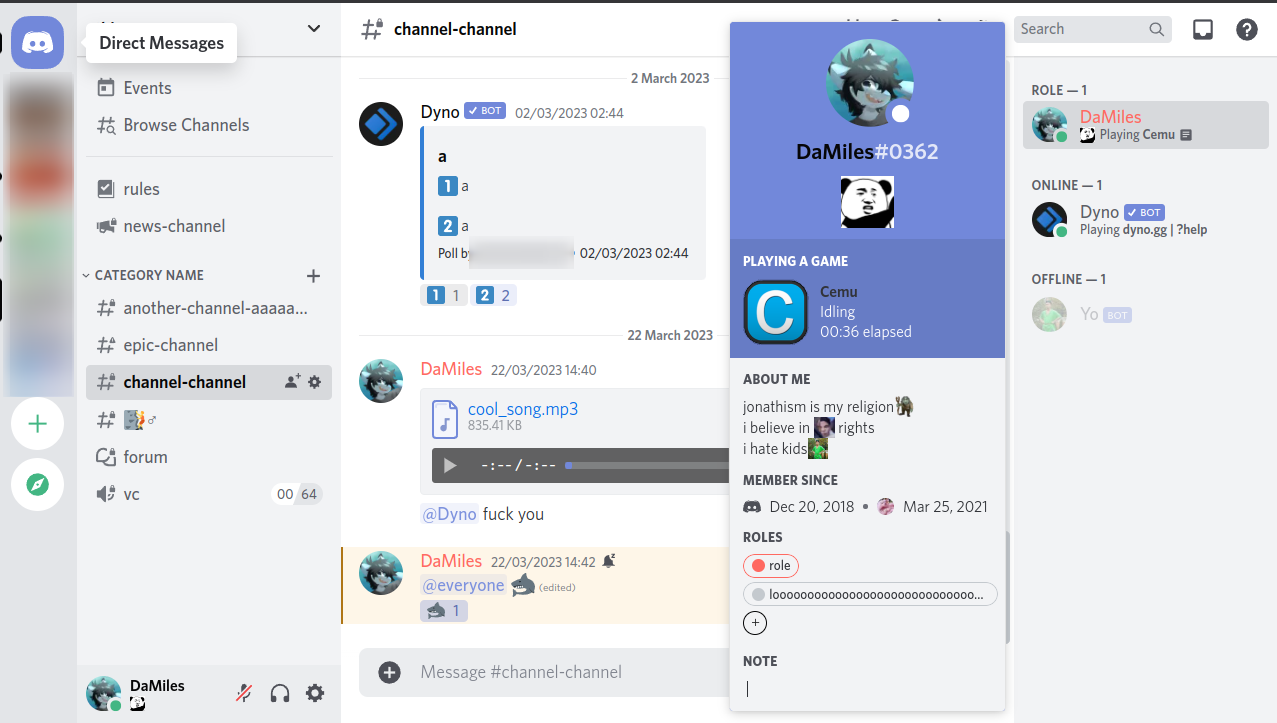 Direct Messages
Events
Browse Channels
rules
news-channel
CATEGORY NAME
another-channel-aaaaa...
epic-channel
channel-channel
forum
vc
00 64
DaMiles
channel-channel
2 March 2023
Dyno BOT 02/03/2023 02:44
a
1 a
2 a
Poll by 02/03/2023 02:44
1 1 2 2
22 March 2023
DaMiles 22/03/2023 14:40
cool_song.mp3
835.41 KB
-:-- / -:--
@Dyno fuck you
DaMiles 22/03/2023 14:42
@everyone (edited)
1
Message #channel-channel
DaMiles#0362
PLAYING A GAME
C
Cemu
Idling
00:36 elapsed
ABOUT ME
jonathism is my religion
i believe in rights
i hate kids
MEMBER SINCE
Dec 20, 2018 • Mar 25, 2021
ROLES
role
looooooooooooooooooooooooooooooo...
NOTE
Search
ROLE — 1
DaMiles
Playing Cemu
ONLINE — 1
Dyno BOT
Playing dyno.gg | ?help
OFFLINE — 1
Yo BOT